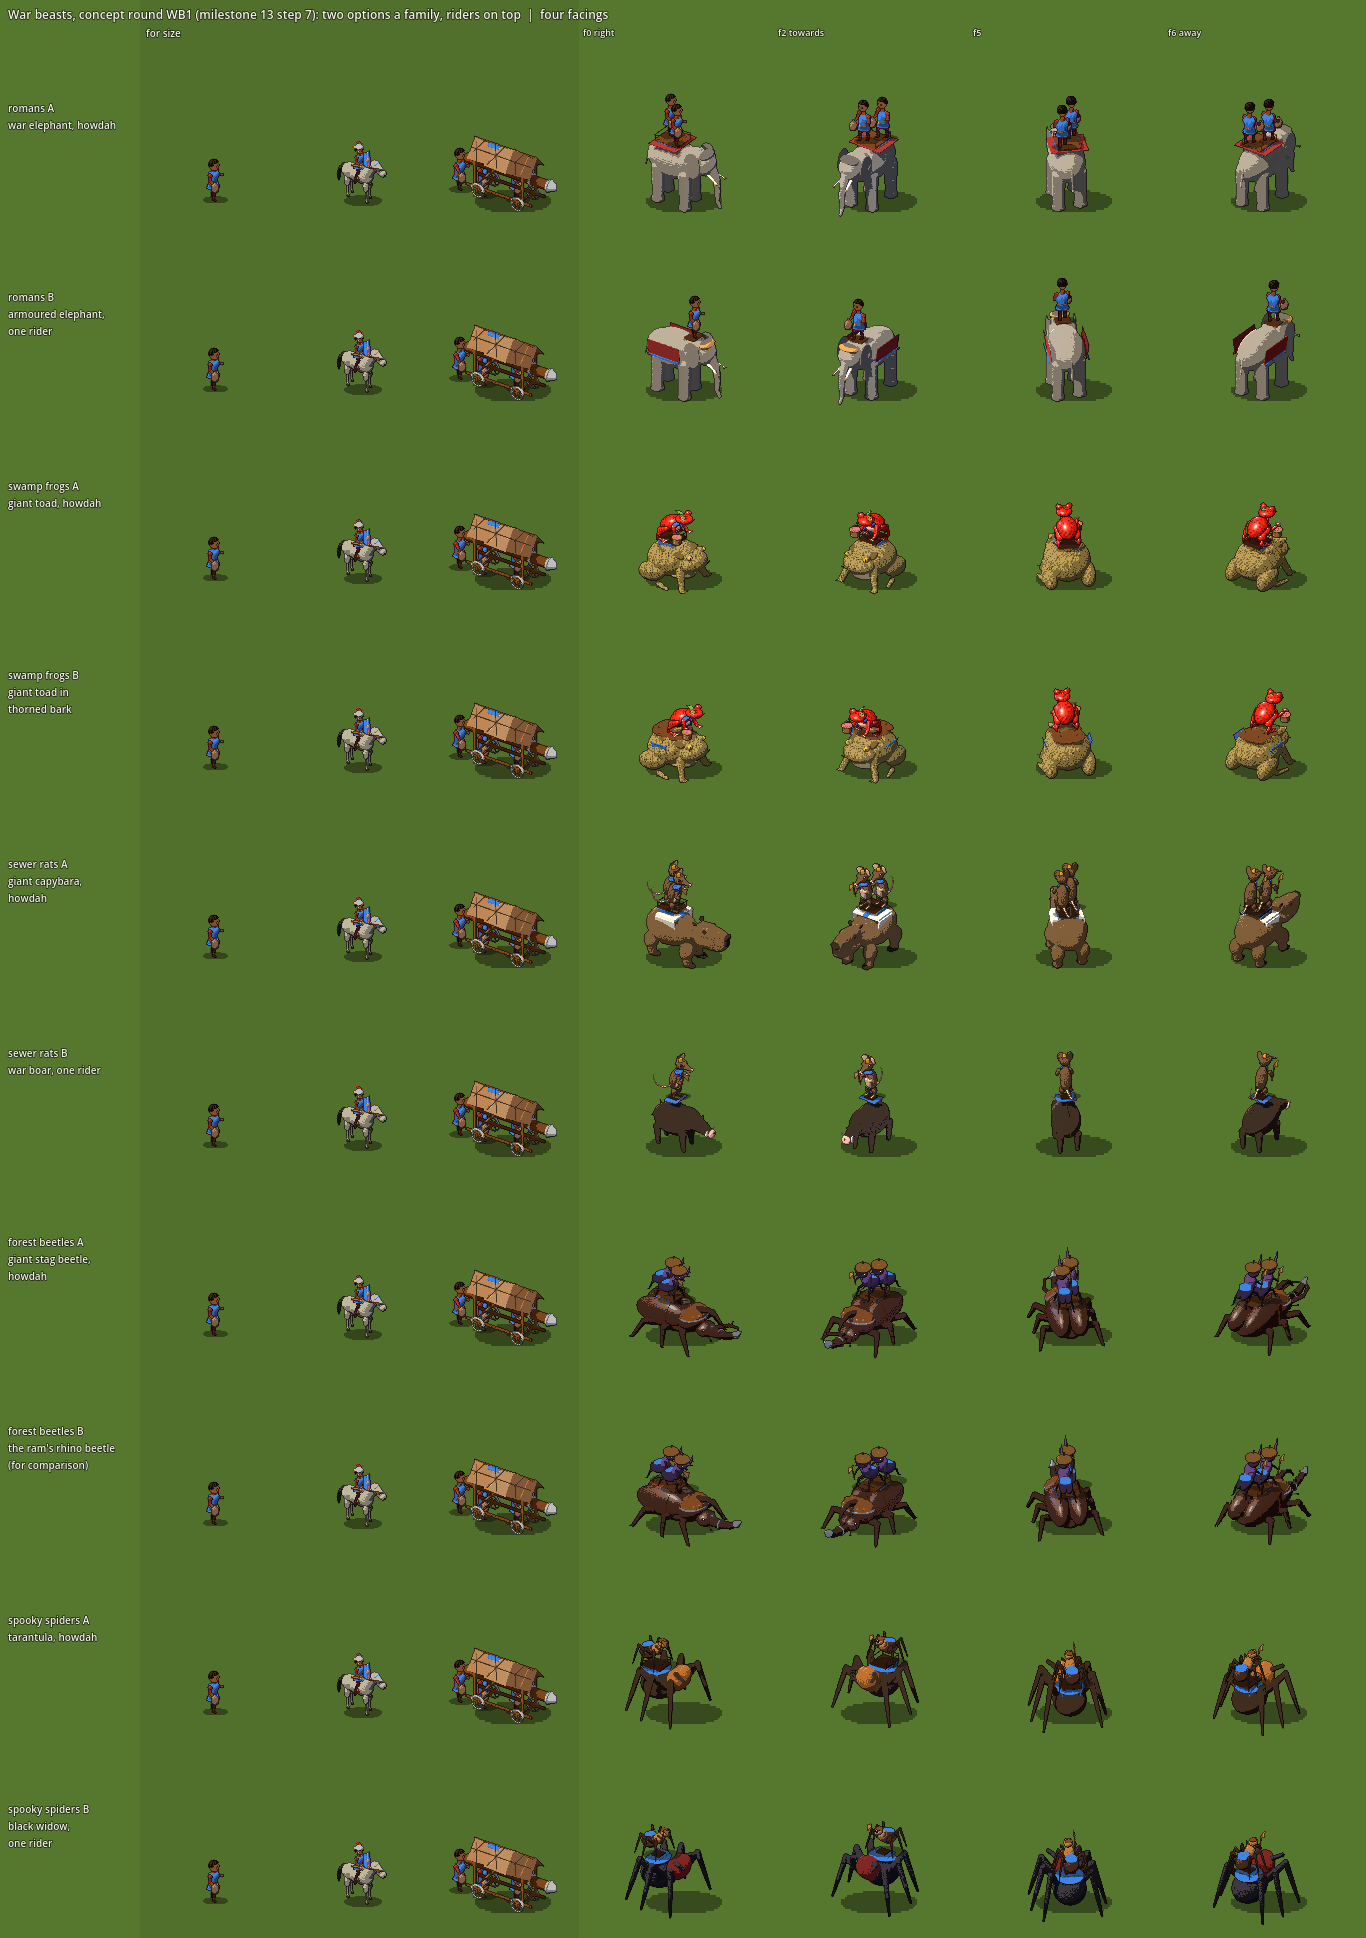 War beasts, concept round WB1 (milestone 13 step 7): two options a family, riders on top | four facings
for size
f0 right
f2 towards
f5
f6 away
romans A
war elephant, howdah
romans B
armoured elephant,
one rider
swamp frogs A
giant toad, howdah
swamp frogs B
giant toad in
thorned bark
sewer rats A
giant capybara,
howdah
sewer rats B
war boar, one rider
forest beetles A
giant stag beetle,
howdah
forest beetles B
the ram's rhino beetle
(for comparison)
spooky spiders A
tarantula, howdah
spooky spiders B
black widow,
one rider